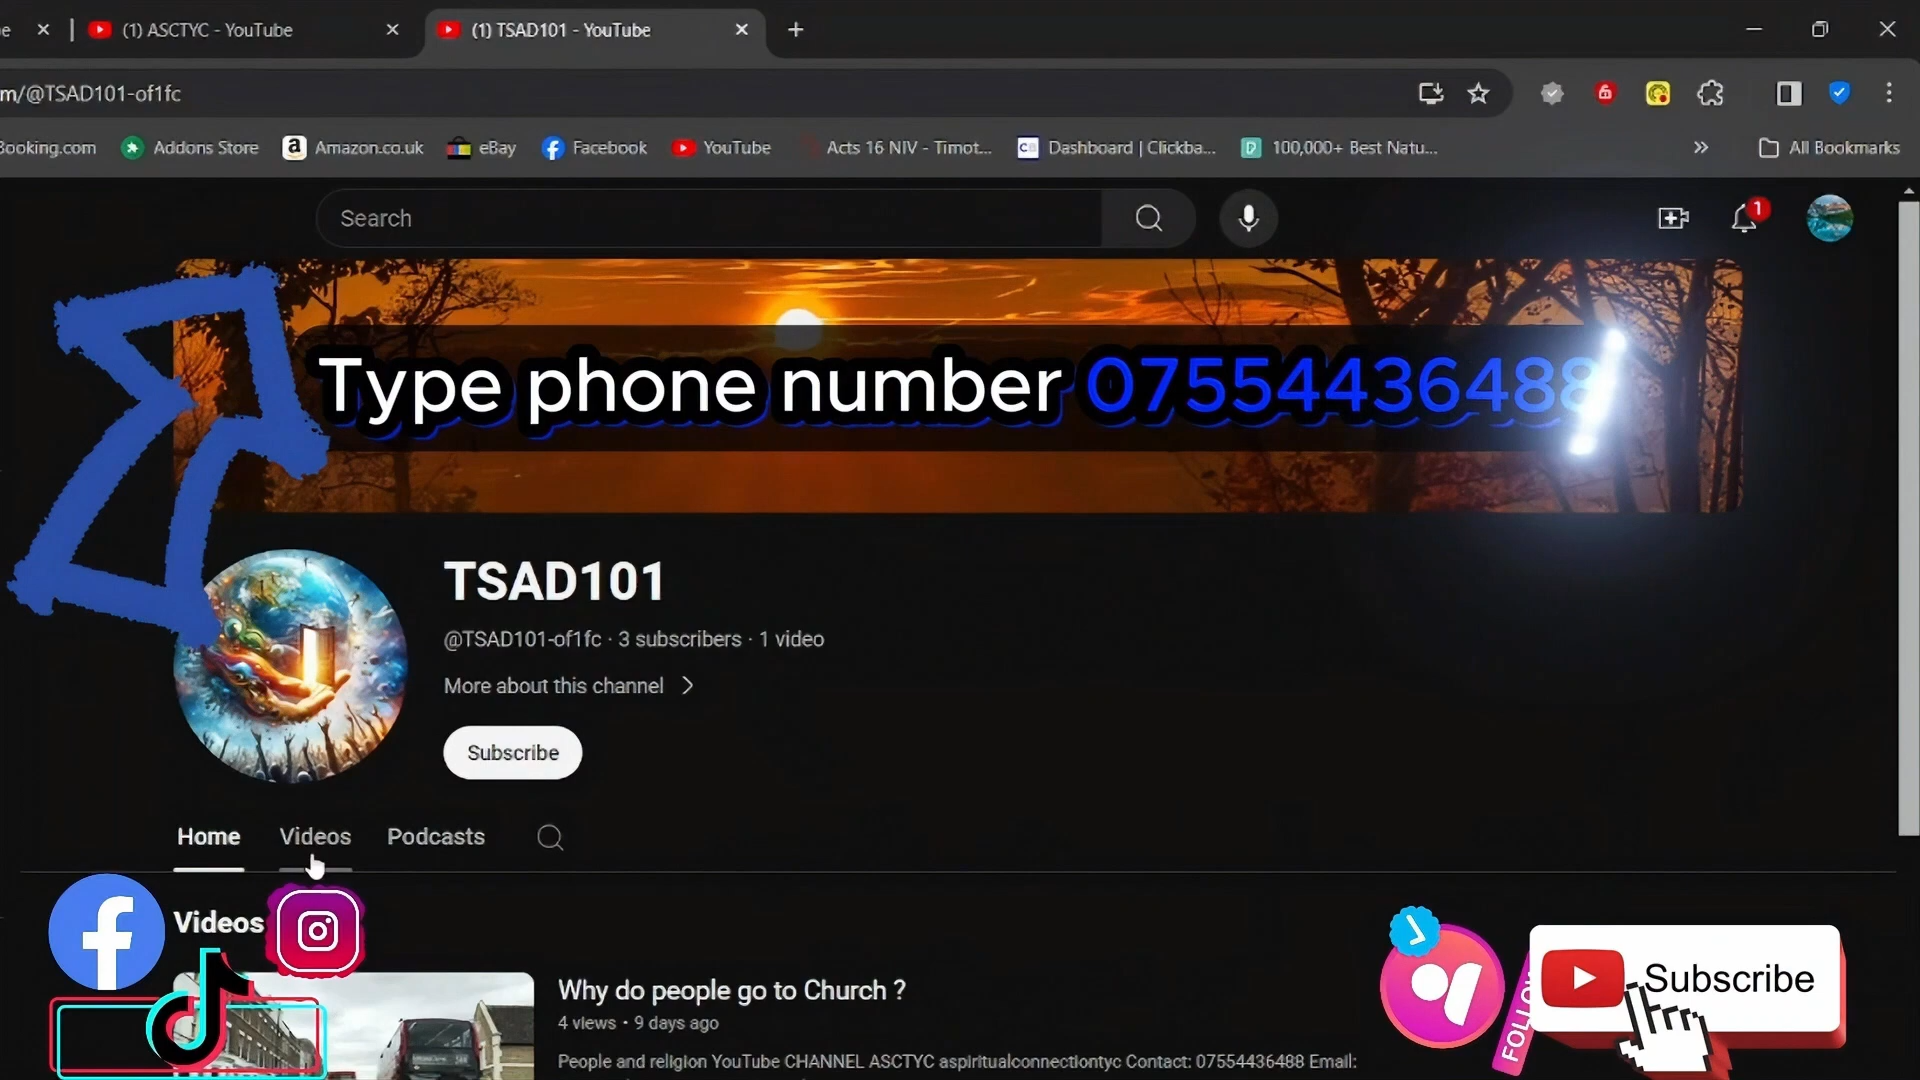 e
(1) ASCTYC - YouTube
(1) TSAD101 - YouTube
m/@TSAD101-of1fc
Booking.com
Addons Store
Amazon.co.uk
eBay
Facebook
YouTube
Acts 16 NIV - Timot...
Dashboard | Clickba...
100,000+ Best Natu...
All Bookmarks
Search
1
Type phone number 07554436488
TSAD101
@TSAD101-of1fc · 3 subscribers · 1 video
More about this channel
Subscribe
Home
Videos
Podcasts
Videos
Why do people go to Church ?
4 views • 9 days ago
People and religion YouTube CHANNEL ASCTYC aspiritualconnectiontyc Contact: 07554436488 Email:
FOLLOW
Subscribe